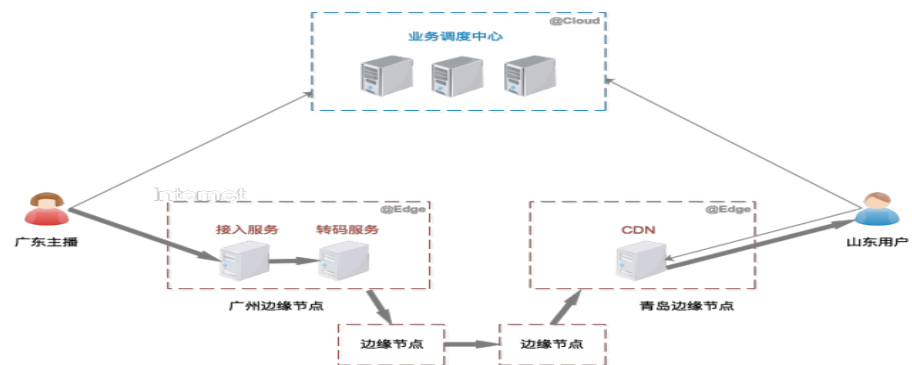 @Cloud
业务调度中心
Internet
@Edge
接入服务
转码服务
广州边缘节点
@Edge
CDN
青岛边缘节点
广东主播
山东用户
边缘节点
边缘节点